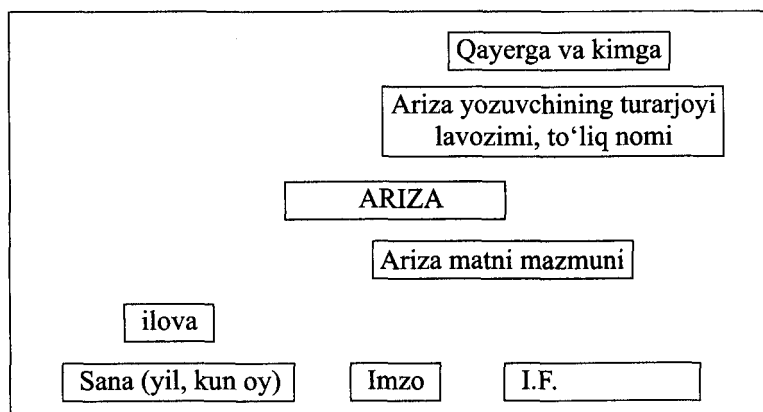 Qayerga va kimga
Ariza yozuvchining turarjoyi
lavozimi, to‘liq nomi
ARIZA
Ariza matni mazmuní
ilova
Sana (yil, kun oy) Imzo I.F.